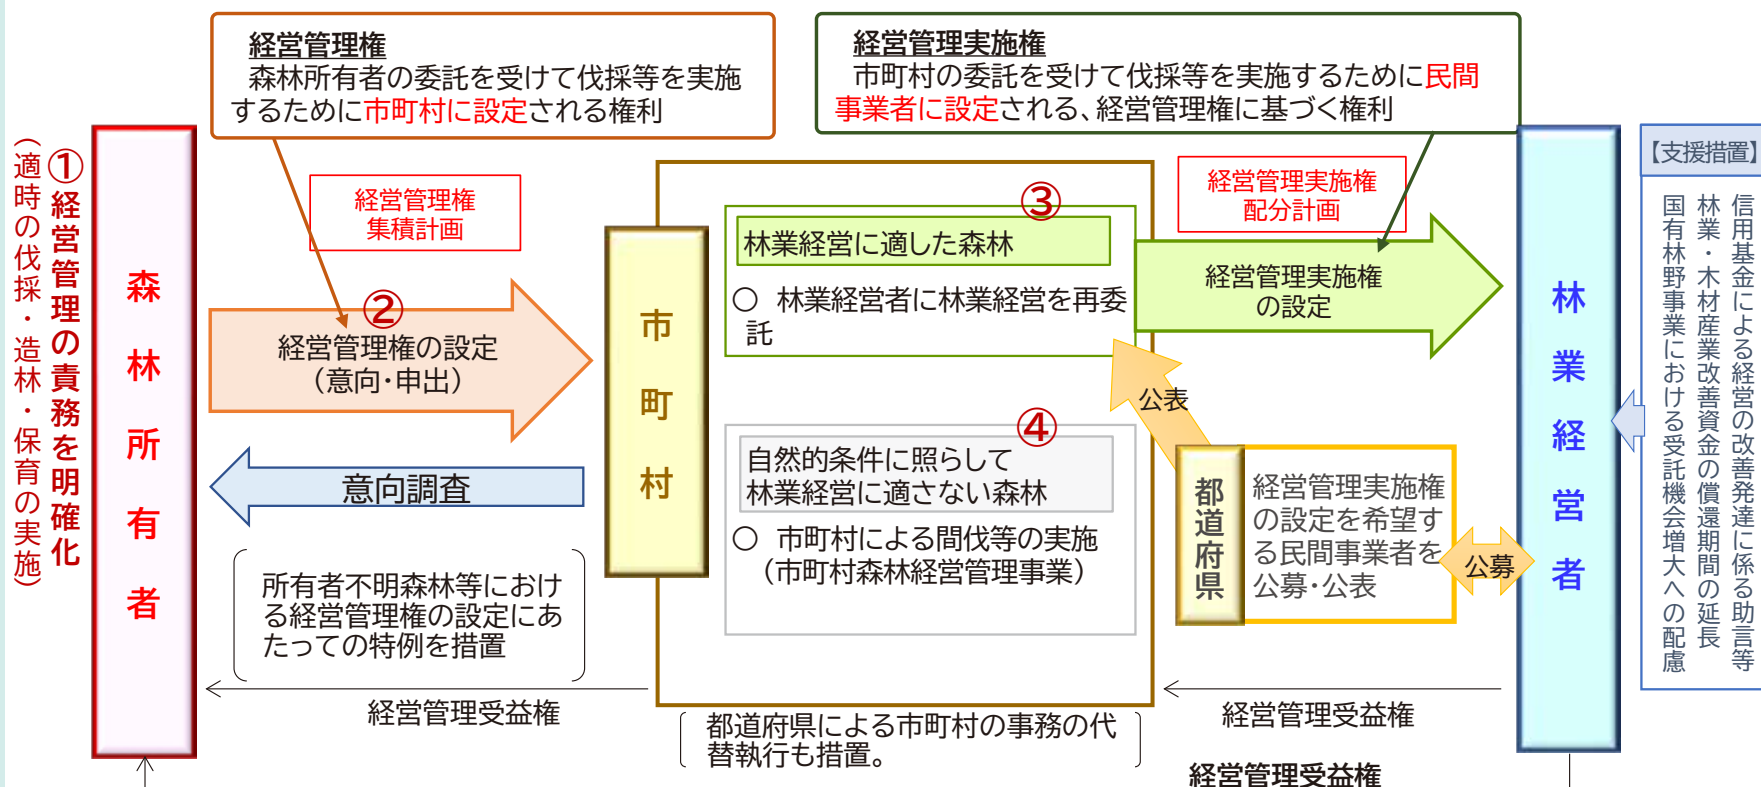 経営管理権
森林所有者の委託を受けて伐採等を実施
するために市町村に設定される権利
経営管理実施権
市町村の委託を受けて伐採等を実施するために民間
事業者に設定される、経営管理権に基づく権利
①経営管理の責務を明確化
（適時の伐採・造林・保育の実施）
森林所有者
経営管理権
集積計画
②
経営管理権の設定
（意向・申出）
意向調査
所有者不明森林等におけ
る経営管理権の設定にあ
たっての特例を措置
経営管理受益権
市町村
③
林業経営に適した森林
○ 林業経営者に林業経営を再委
託
④
自然的条件に照らして
林業経営に適さない森林
○ 市町村による間伐等の実施
（市町村森林経営管理事業）
都道府県による市町村の事務の代
替執行も措置。
経営管理実施権
配分計画
経営管理実施権
の設定
公表
都道府県
経営管理実施権
の設定を希望す
る民間事業者を
公募・公表
公募
経営管理受益権
経営管理受益権
林業経営者
【支援措置】
信用基金による経営の改善発達に係る助言等
林業・木材産業改善資金の償還期間の延長
国有林野事業における受託機会増大への配慮